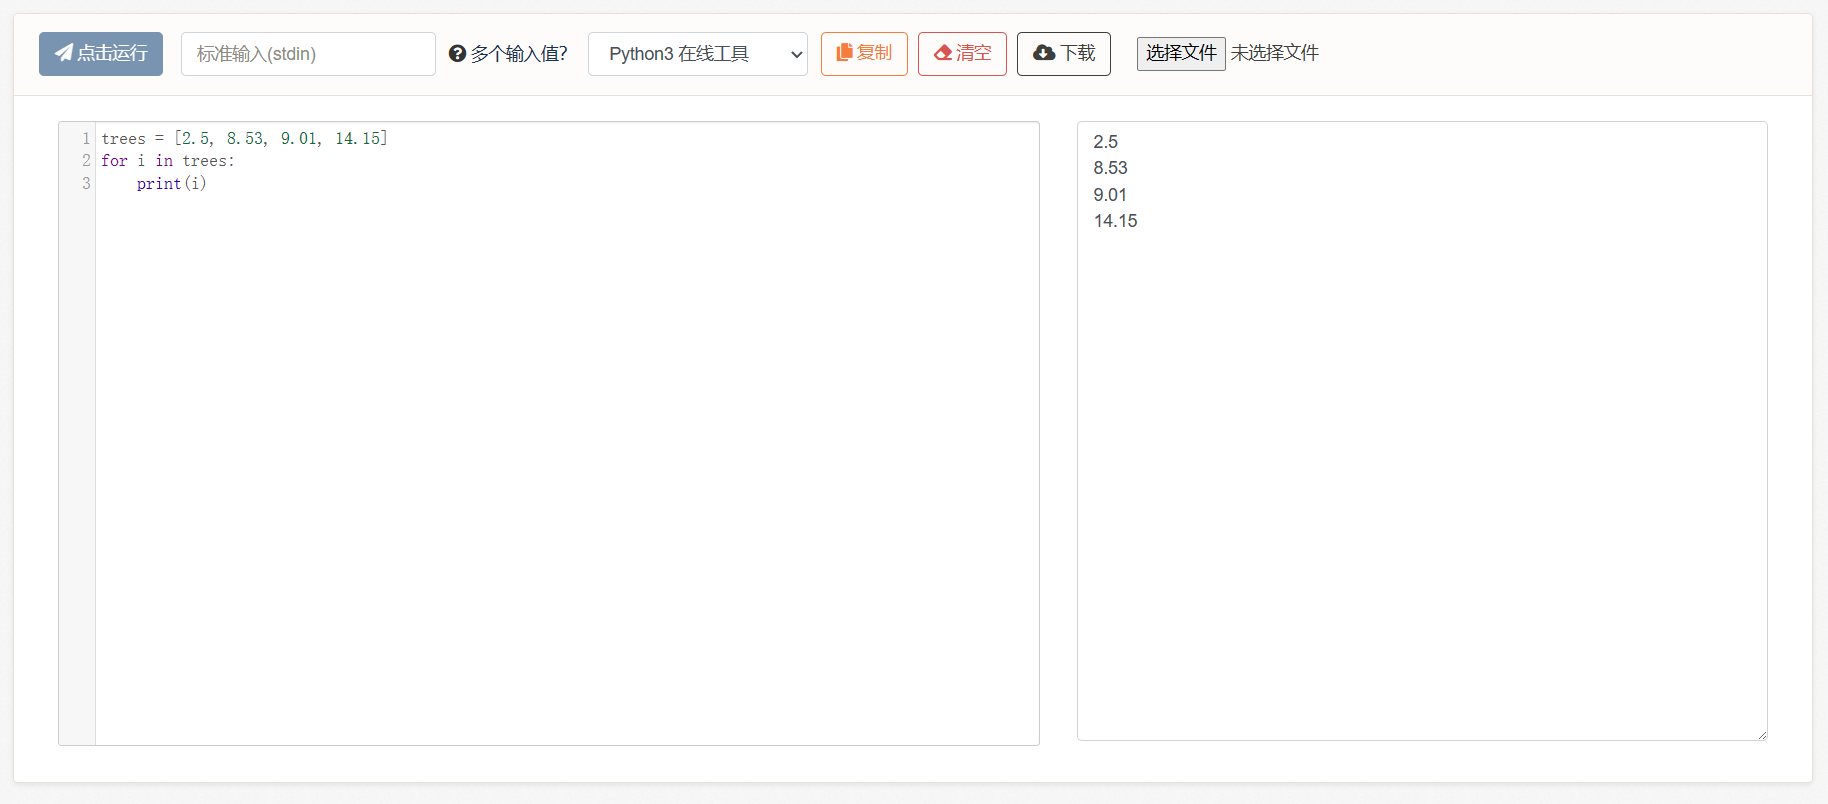 点击运行 标准输入(stdin) 多个输入值? Python3 在线工具 复制 清空 下载 选择文件 未选择文件
1 trees = [2.5, 8.53, 9.01, 14.15]
2 for i in trees:
3     print(i)
2.5
8.53
9.01
14.15